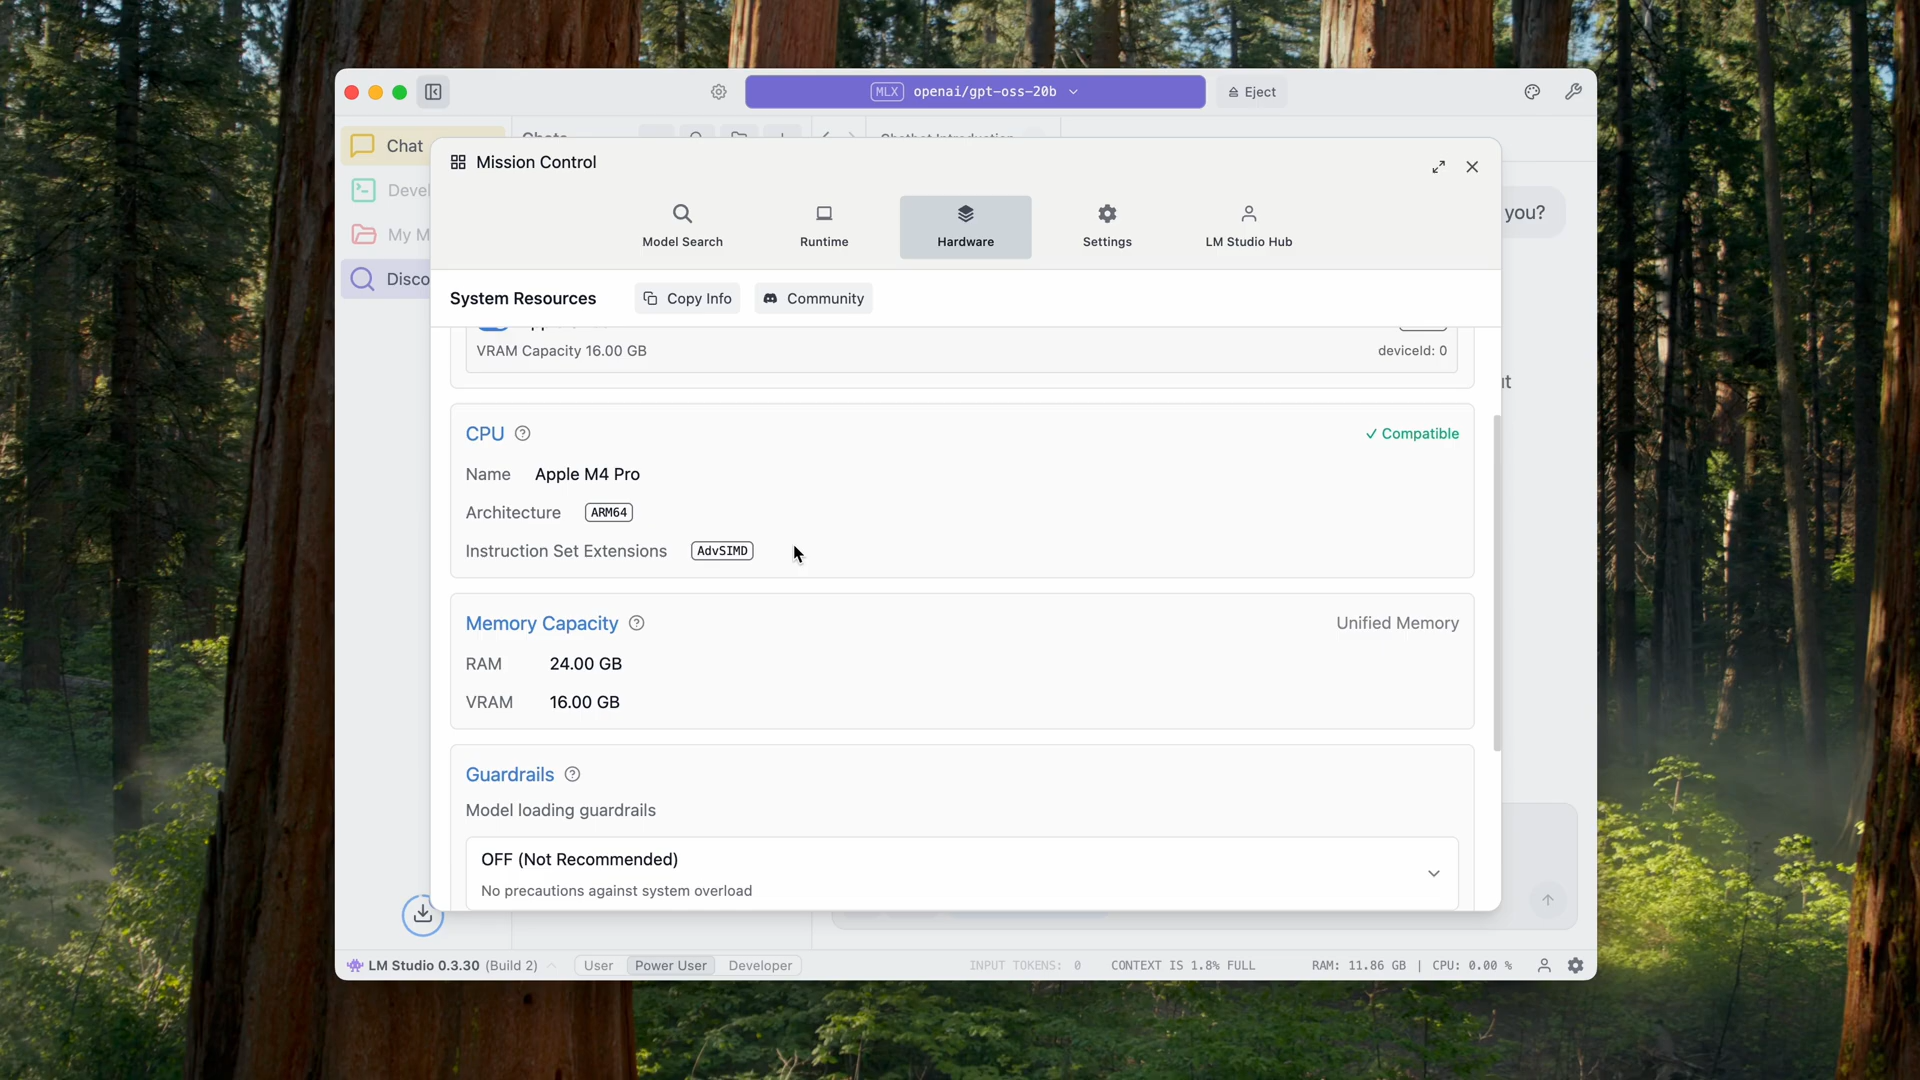 MLX openai/gpt-oss-20b
Eject
Chat
Mission Control
Model Search
Runtime
Hardware
Settings
LM Studio Hub
you?
System Resources
Copy Info
Community
VRAM Capacity 16.00 GB
deviceId: 0
CPU
✓ Compatible
Name Apple M4 Pro
Architecture ARM64
Instruction Set Extensions AdvSIMD
Memory Capacity
Unified Memory
RAM 24.00 GB
VRAM 16.00 GB
Guardrails
Model loading guardrails
OFF (Not Recommended)
No precautions against system overload
LM Studio 0.3.30 (Build 2)
User
Power User
Developer
INPUT TOKENS: 0
CONTEXT IS 1.8% FULL
RAM: 11.86 GB | CPU: 0.00 %